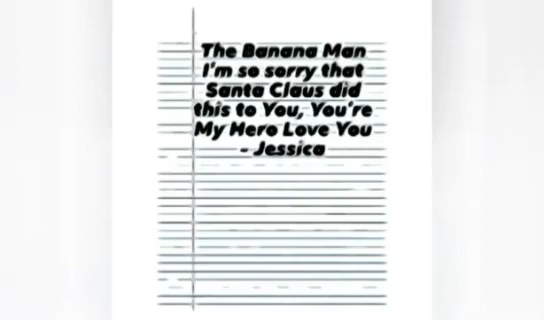 The Banana Man
I'm so sorry that
Santa Claus did
this to You, You're
My Hero Love You
- Jessica